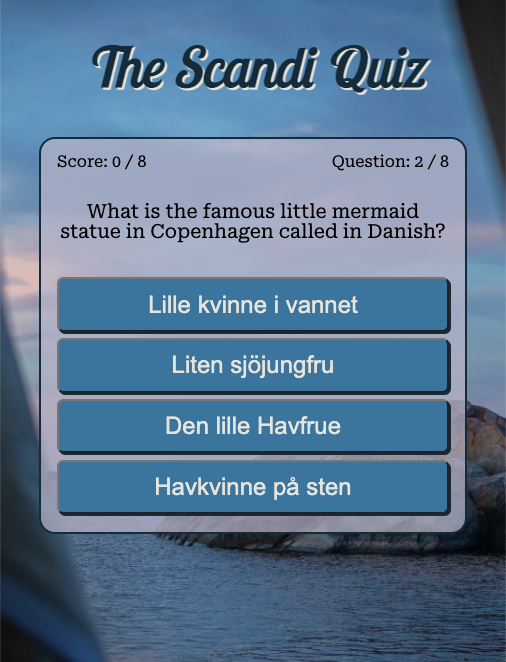 The Scandi Quiz
Score: 0 / 8
Question: 2 / 8
What is the famous little mermaid
statue in Copenhagen called in Danish?
Lille kvinne i vannet
Liten sjöjungfru
Den lille Havfrue
Havkvinne på sten